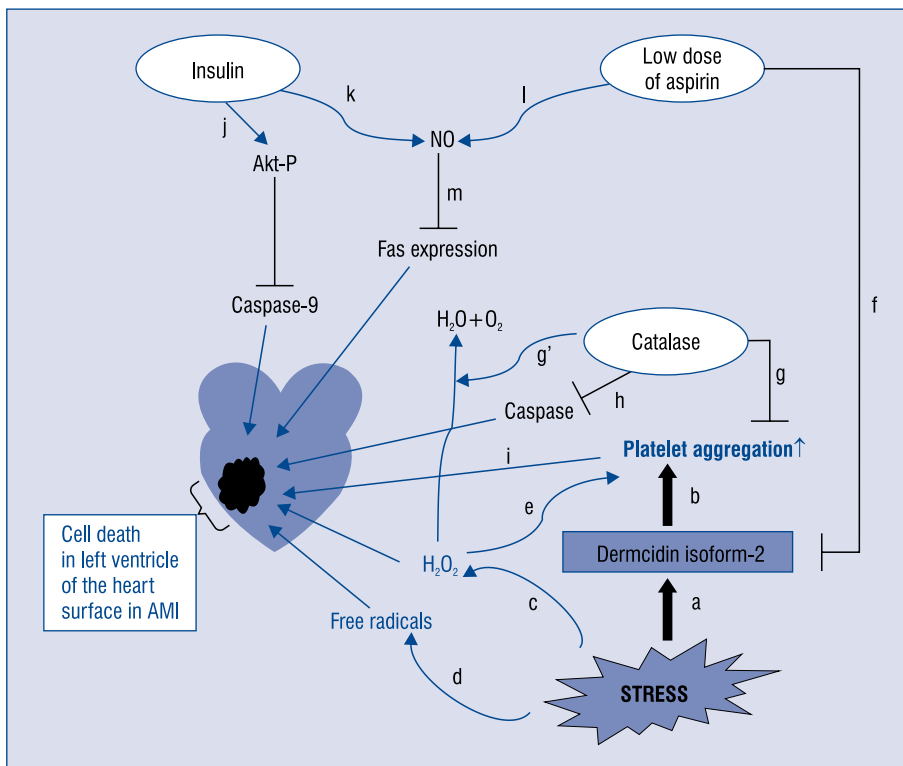 Insulin
Low dose
of aspirin
k
l
j
NO
Akt-P
m
Fas expression
f
Caspase-9
H₂O+O₂
Catalase
g’
g
h
Caspase
Platelet aggregation↑
i
e
b
Cell death
in left ventricle
of the heart
surface in AMI
Dermcidin isoform-2
H₂O₂
c
a
Free radicals
d
STRESS